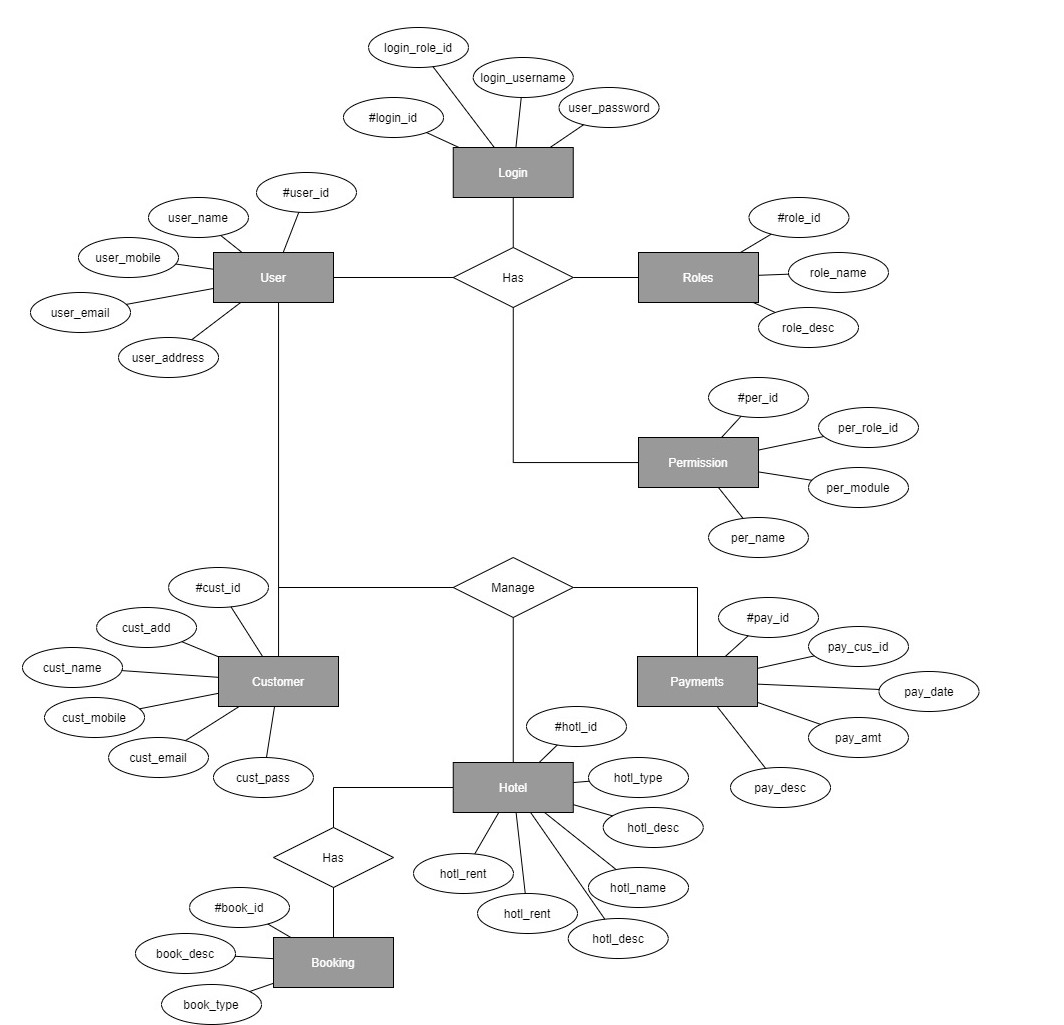 login_role_id
login_username
user_password
#login_id
Login
#user_id
user_name
user_mobile
user_email
user_address
User
Has
#role_id
Roles
role_name
role_desc
#per_id
per_role_id
Permission
per_module
per_name
Manage
#cust_id
cust_add
cust_name
cust_mobile
cust_email
cust_pass
Customer
#pay_id
pay_cus_id
Payments
pay_date
pay_amt
pay_desc
#hotl_id
Hotel
hotl_type
hotl_desc
hotl_name
hotl_rent
hotl_rent
hotl_desc
Has
#book_id
book_desc
Booking
book_type